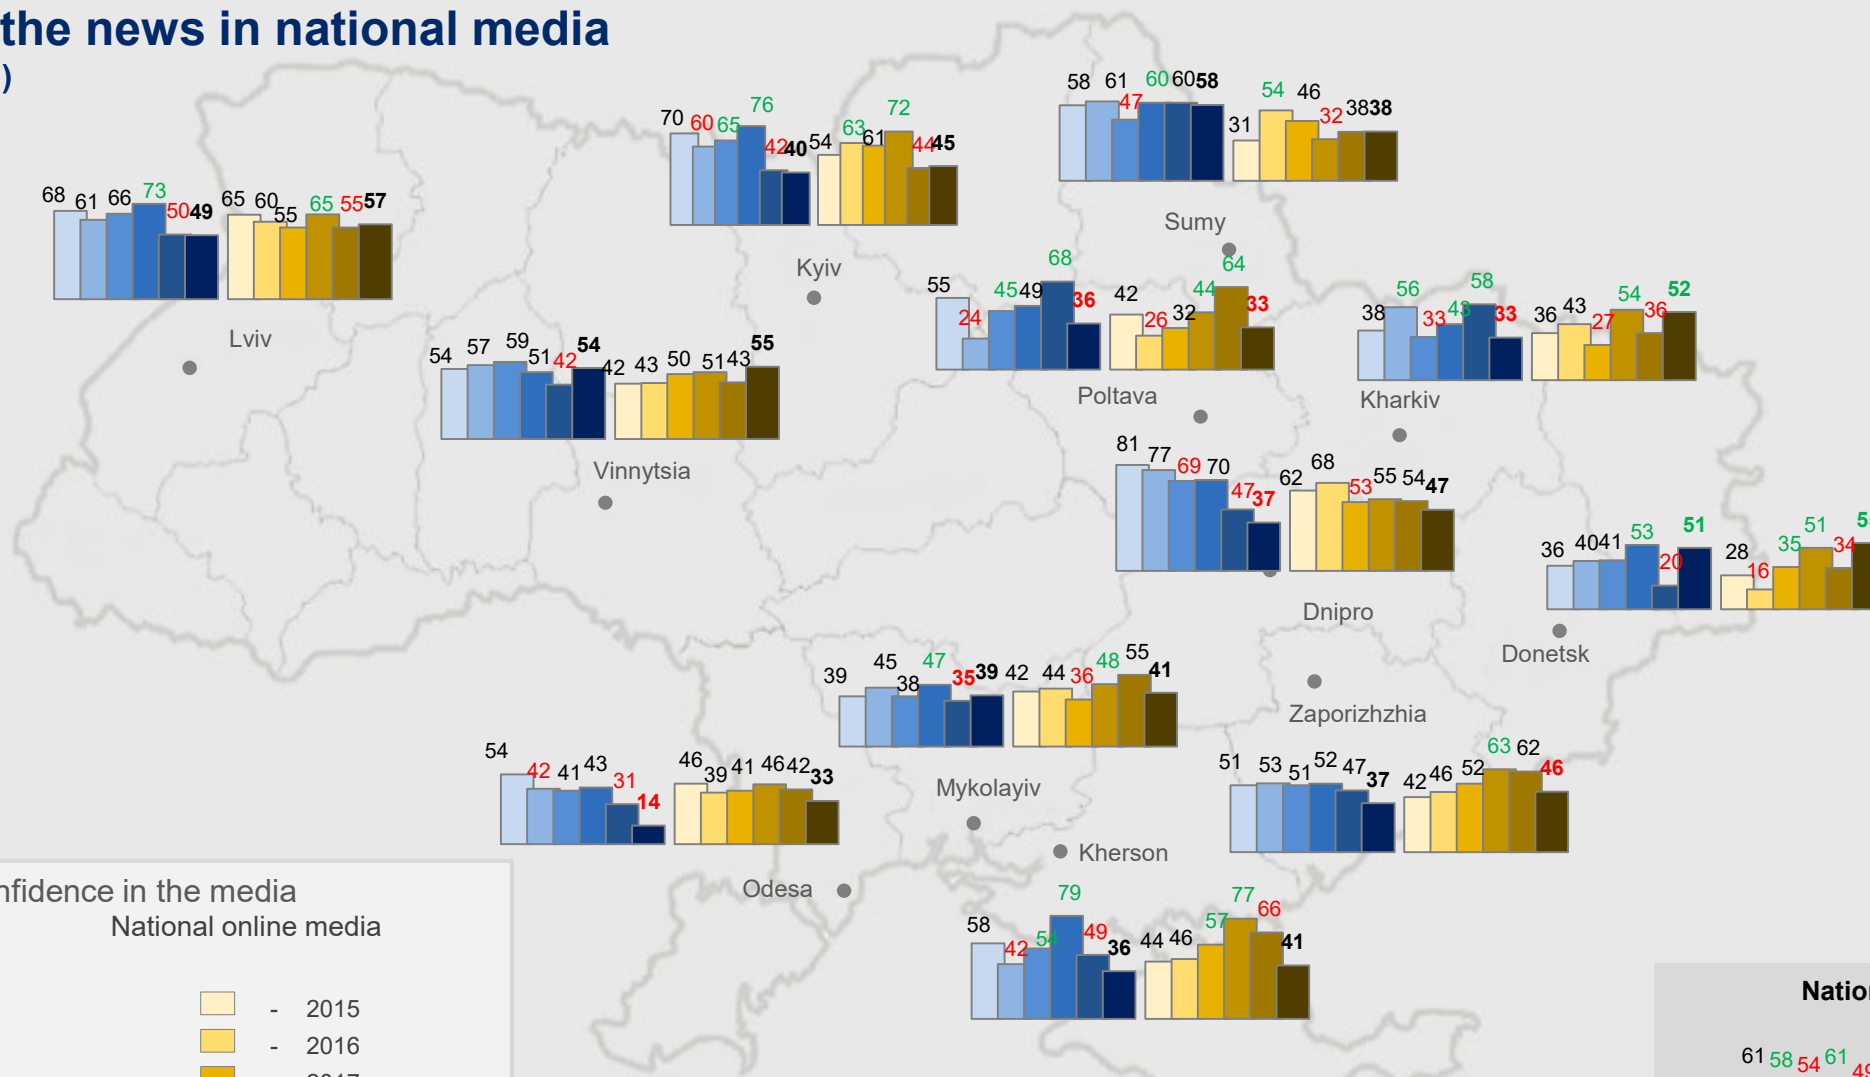 the news in national media
)
58 61 47 60 60 58 31 54 46 32 38 38
Sumy
70 60 65 76 42 40 54 63 61 72 44 45
Kyiv
68 61 66 73 50 49 65 60 55 65 55 57
Lviv
55 24 45 49 68 36 42 26 32 44 64 33
Poltava
38 56 33 43 58 33 36 43 27 54 36 52
Kharkiv
54 57 59 51 42 54 42 43 50 51 43 55
Vinnytsia
81 77 69 70 47 37 62 68 53 55 54 47
Dnipro
36 40 41 53 20 51 28 16 35 51 34
Donetsk
39 45 38 47 35 39 42 44 36 48 55 41
Mykolayiv
Zaporizhzhia
51 53 51 52 47 37 42 46 52 63 62 46
54 42 41 43 31 14 46 39 41 46 42 33
Odesa
Kherson
58 42 54 79 49 36 44 46 57 77 66 41
nfidence in the media
National online media
- 2015
- 2016
2017
Natio
61 58 54 61 49